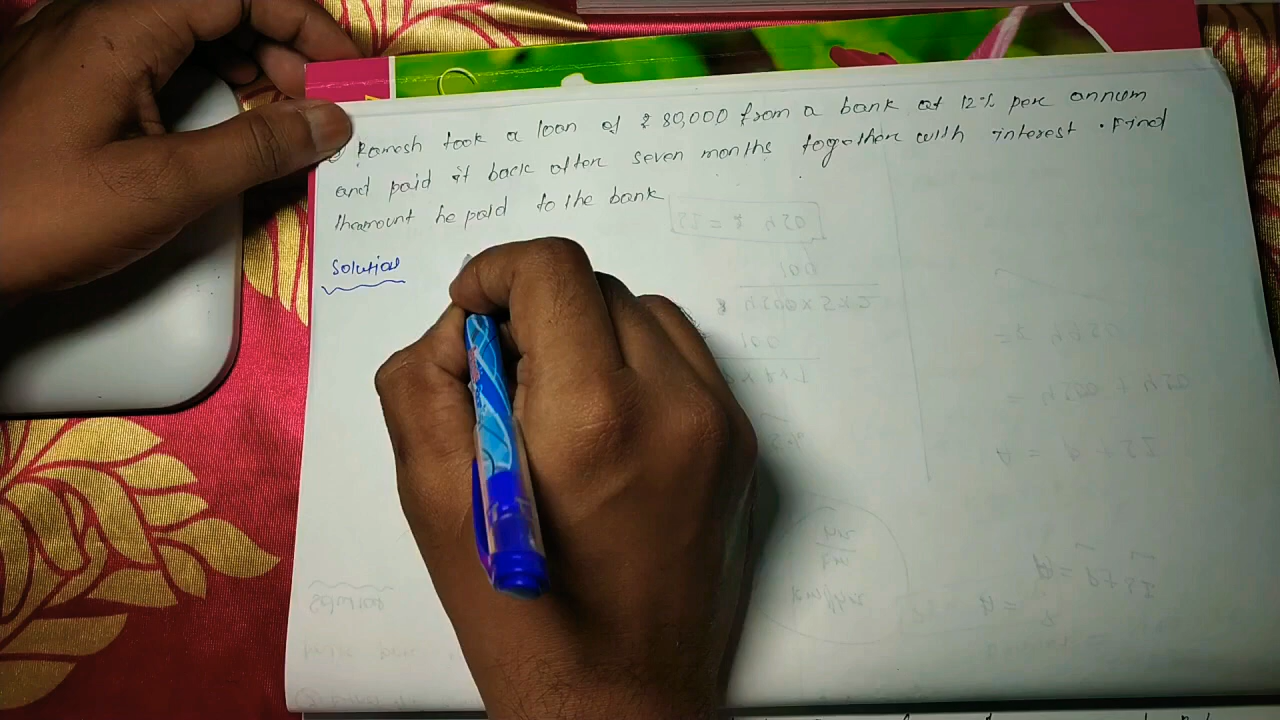 Ramesh took a loan of ₹ 80,000 from a bank at 12% per annum
and paid it back after seven months together with interest . Find
the amount he paid to the bank
Solution